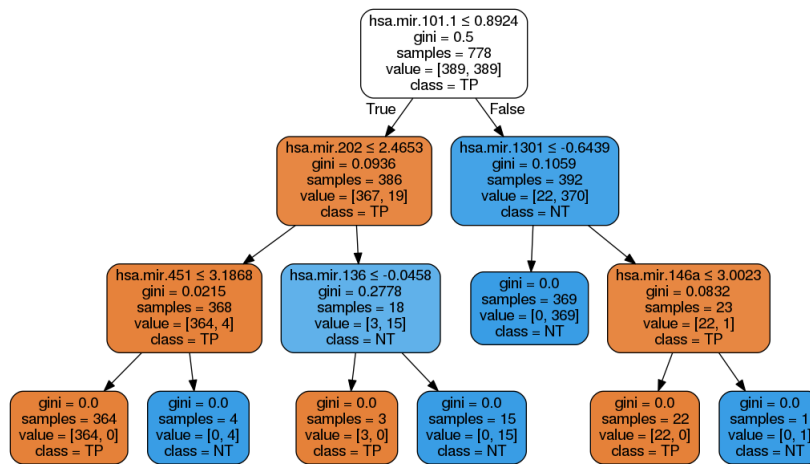 hsa.mir.101.1 ≤ 0.8924
gini = 0.5
samples = 778
value = [389, 389]
class = TP
True
False
hsa.mir.202 ≤ 2.4653
gini = 0.0936
samples = 386
value = [367, 19]
class = TP
hsa.mir.1301 ≤ -0.6439
gini = 0.1059
samples = 392
value = [22, 370]
class = NT
hsa.mir.451 ≤ 3.1868
gini = 0.0215
samples = 368
value = [364, 4]
class = TP
hsa.mir.136 ≤ -0.0458
gini = 0.2778
samples = 18
value = [3, 15]
class = NT
gini = 0.0
samples = 369
value = [0, 369]
class = NT
hsa.mir.146a ≤ 3.0023
gini = 0.0832
samples = 23
value = [22, 1]
class = TP
gini = 0.0
samples = 364
value = [364, 0]
class = TP
gini = 0.0
samples = 4
value = [0, 4]
class = NT
gini = 0.0
samples = 3
value = [3, 0]
class = TP
gini = 0.0
samples = 15
value = [0, 15]
class = NT
gini = 0.0
samples = 22
value = [22, 0]
class = TP
gini = 0.0
samples = 1
value = [0, 1]
class = NT